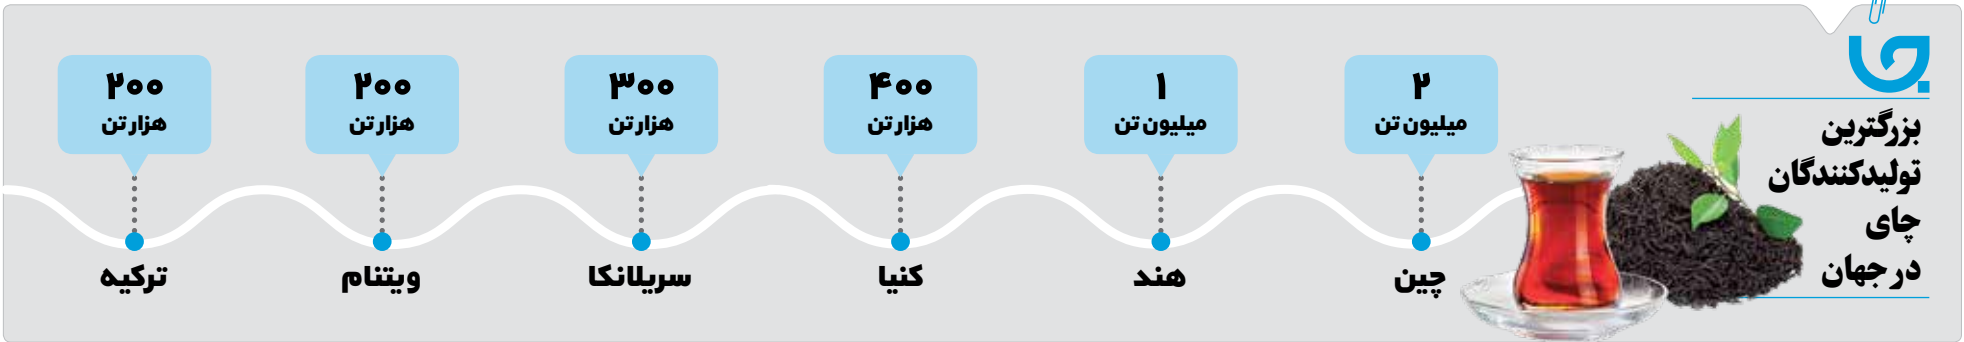 بزرگترین
تولیدکنندگان
چای
در جهان
۲
میلیون تن
چین
۱
میلیون تن
هند
۴۰۰
هزار تن
کنیا
۳۰۰
هزار تن
سریلانکا
۲۰۰
هزار تن
ویتنام
۲۰۰
هزار تن
ترکیه